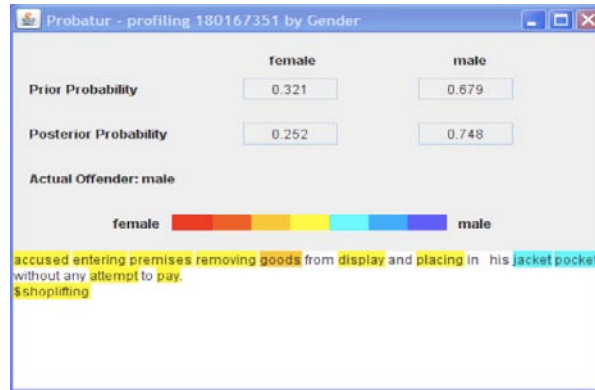 Probatur - profiling 180167351 by Gender
female male
Prior Probability 0.321 0.679
Posterior Probability 0.252 0.748
Actual Offender: male
female male
accused entering premises removing goods from display and placing in his jacket pocket
without any attempt to pay.
$shoplifting